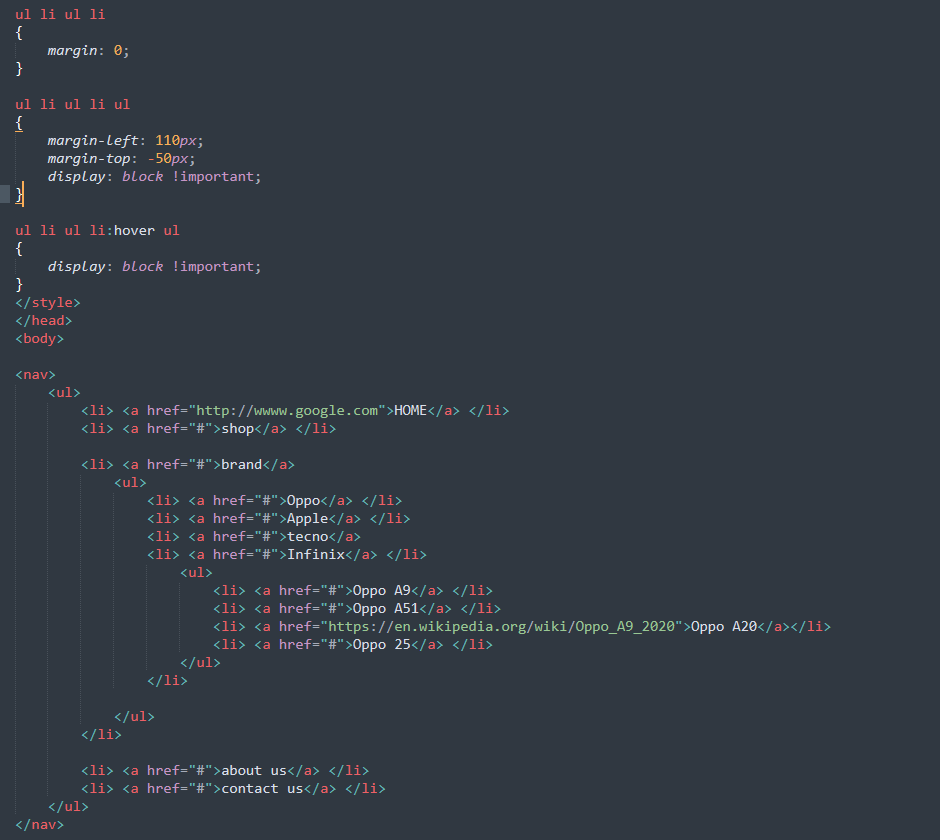 ul li ul li
{
    margin: 0;
}

ul li ul li ul
{
    margin-left: 110px;
    margin-top: -50px;
    display: block !important;
}

ul li ul li:hover ul
{
    display: block !important;
}
</style>
</head>
<body>

<nav>
    <ul>
        <li> <a href="http://wwww.google.com">HOME</a> </li>
        <li> <a href="#">shop</a> </li>

        <li> <a href="#">brand</a>
            <ul>
                <li> <a href="#">Oppo</a> </li>
                <li> <a href="#">Apple</a> </li>
                <li> <a href="#">tecno</a>
                <li> <a href="#">Infinix</a> </li>
                    <ul>
                        <li> <a href="#">Oppo A9</a> </li>
                        <li> <a href="#">Oppo A51</a> </li>
                        <li> <a href="https://en.wikipedia.org/wiki/Oppo_A9_2020">Oppo A20</a></li>
                        <li> <a href="#">Oppo 25</a> </li>
                    </ul>
                </li>

            </ul>
        </li>

        <li> <a href="#">about us</a> </li>
        <li> <a href="#">contact us</a> </li>
    </ul>
</nav>